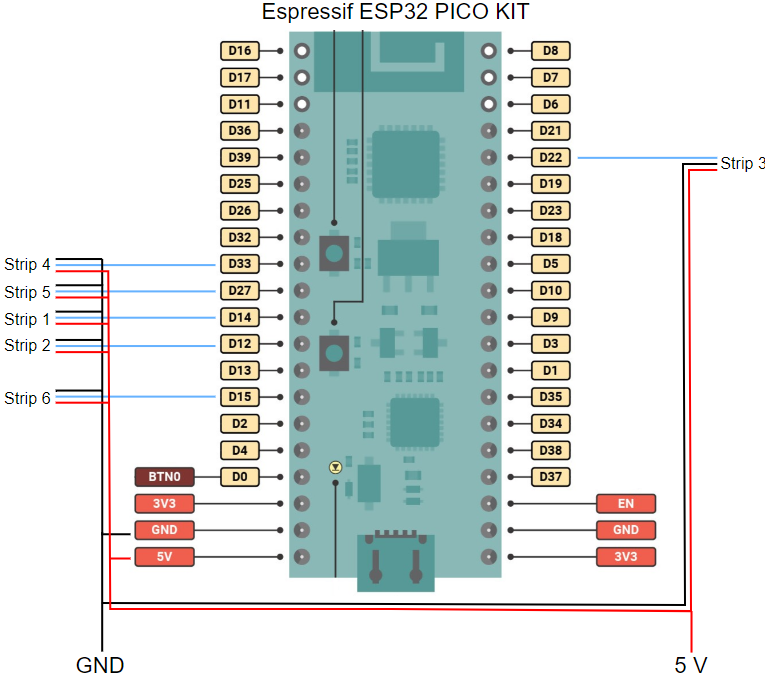 Espressif ESP32 PICO KIT
D16 D8
D17 D7
D11 D6
D36 D21
D39 D22
Strip 3
D25 D19
D26 D23
D32 D18
Strip 4 D33 D5
Strip 5 D27 D10
Strip 1 D14 D9
Strip 2 D12 D3
D13 D1
Strip 6 D15 D35
D2 D34
D4 D38
BTN0 D0 D37
3V3 EN
GND GND
5V 3V3
GND 5 V